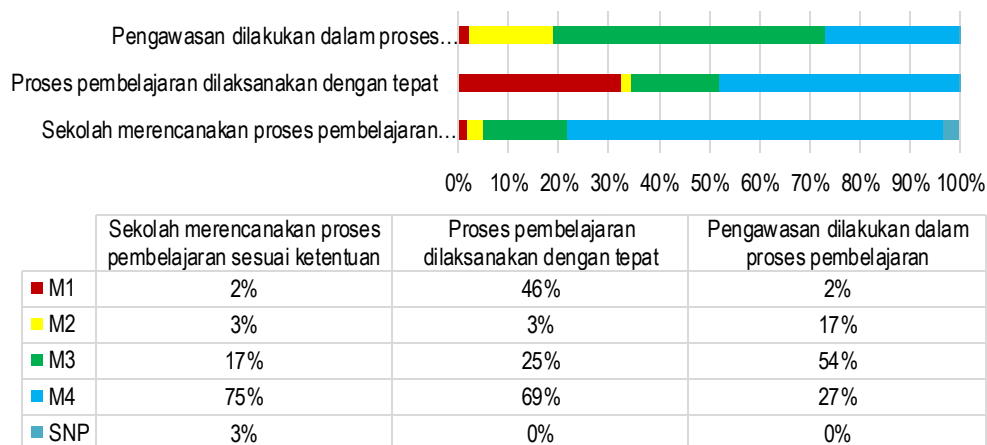 Pengawasan dilakukan dalam proses…
Proses pembelajaran dilaksanakan dengan tepat
Sekolah merencanakan proses pembelajaran…
0% 10% 20% 30% 40% 50% 60% 70% 80% 90% 100%
Sekolah merencanakan proses pembelajaran sesuai ketentuan
Proses pembelajaran dilaksanakan dengan tepat
Pengawasan dilakukan dalam proses pembelajaran
M1 2% 46% 2%
M2 3% 3% 17%
M3 17% 25% 54%
M4 75% 69% 27%
SNP 3% 0% 0%